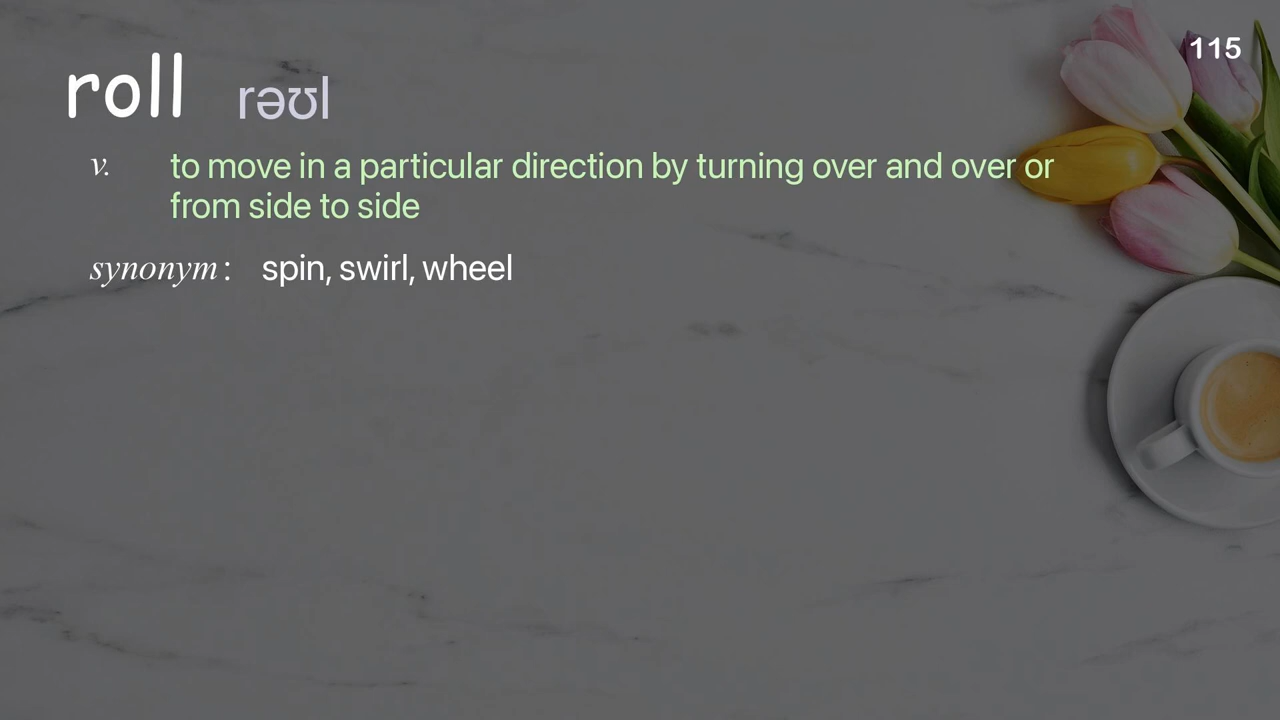 115
roll rəʊl
v. to move in a particular direction by turning over and over or
from side to side
synonym: spin, swirl, wheel